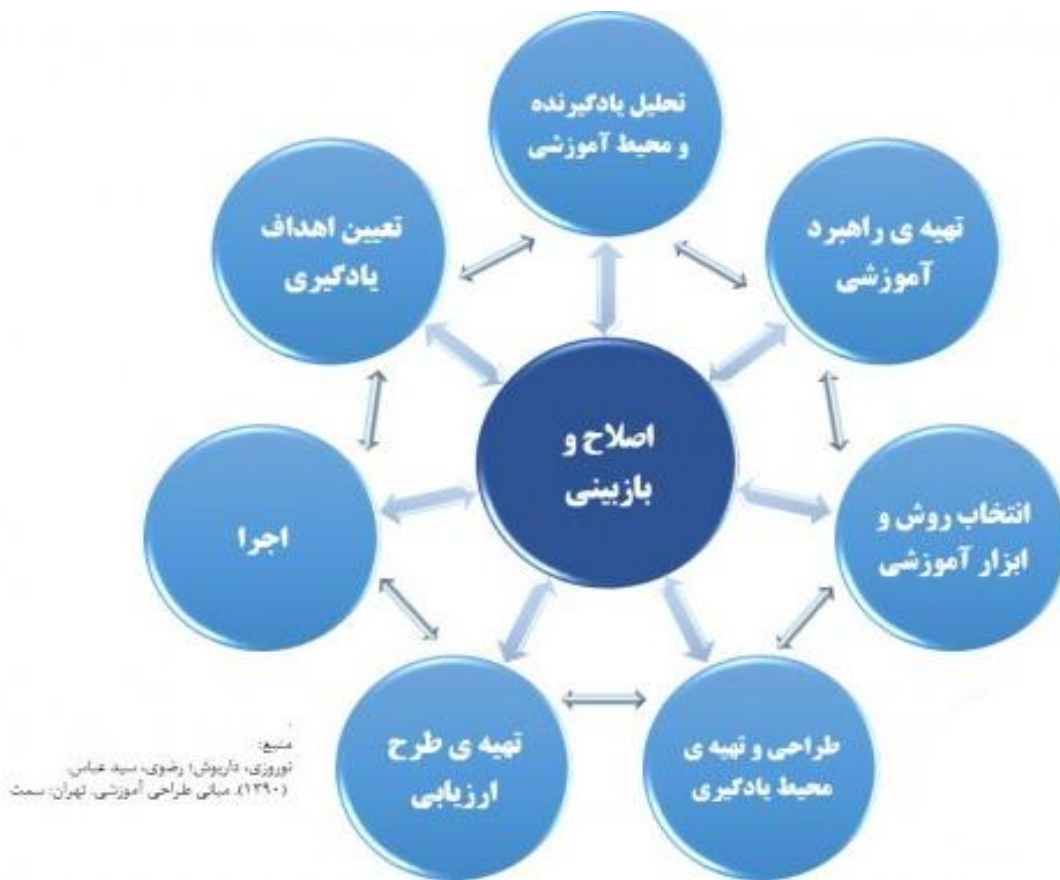 تحلیل یادگیرنده
و محیط آموزشی
تهیه ی راهبرد
آموزشی
انتخاب روش و
ابزار آموزشی
طراحی و تهیه ی
محیط یادگیری
تهیه ی طرح
ارزیابی
اجرا
تعیین اهداف
یادگیری
اصلاح و
بازبینی
.
منبع:
نوروزی، داریوش؛ رضوی، سید عباس.
(۱۳۹۰). مبانی طراحی آموزشی. تهران: سمت